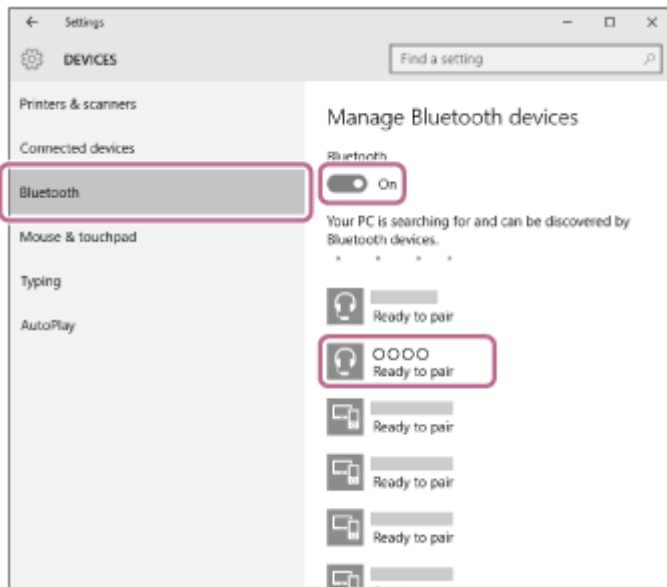 Settings
DEVICES
Find a setting
Printers & scanners
Connected devices
Bluetooth
Mouse & touchpad
Typing
AutoPlay
Manage Bluetooth devices
Bluetooth
On
Your PC is searching for and can be discovered by
Bluetooth devices.
Ready to pair
OOOO
Ready to pair
Ready to pair
Ready to pair
Ready to pair